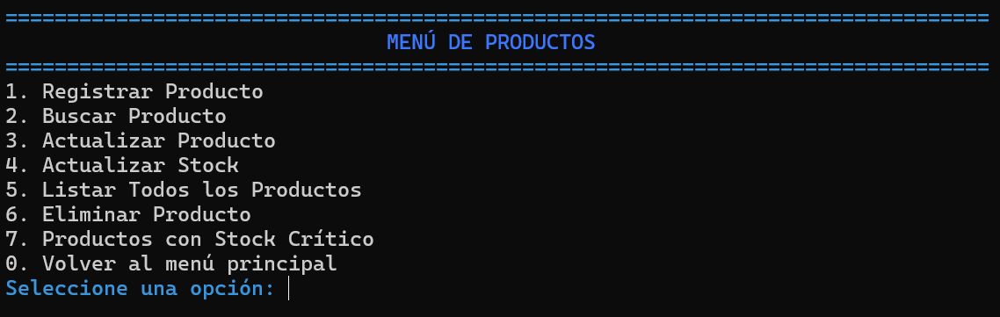 ================================================================================
MENÚ DE PRODUCTOS
================================================================================
1. Registrar Producto
2. Buscar Producto
3. Actualizar Producto
4. Actualizar Stock
5. Listar Todos los Productos
6. Eliminar Producto
7. Productos con Stock Crítico
0. Volver al menú principal
Seleccione una opción: